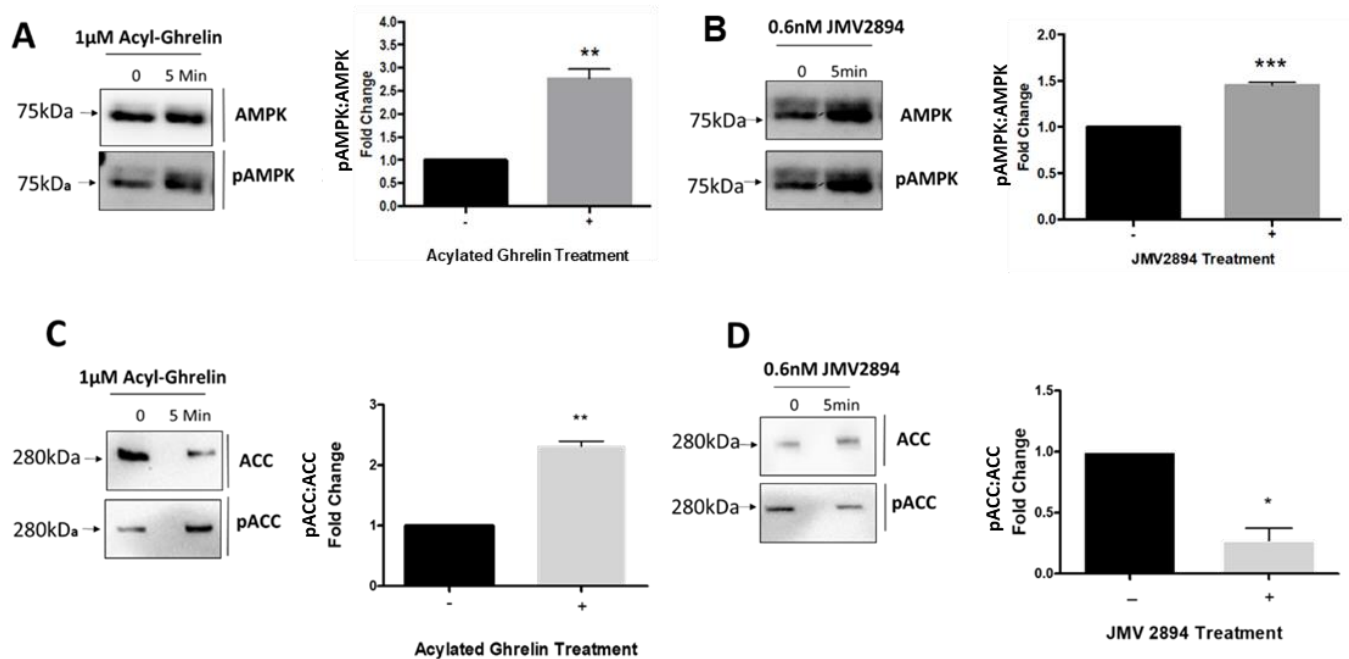 A
1µM Acyl-Ghrelin
0 5 Min
75kDa
AMPK
75kDa
pAMPK
pAMPK:AMPK
Fold Change
4.0
3.5
3.0
2.5
2.0
1.5
1.0
0.5
0.0
**
- +
Acylated Ghrelin Treatment
B
0.6nM JMV2894
0 5min
75kDa
AMPK
75kDa
pAMPK
pAMPK:AMPK
Fold Change
2.0
1.5
1.0
0.5
0.0
***
- +
JMV2894 Treatment
C
1µM Acyl-Ghrelin
0 5 Min
280kDa
ACC
280kDa
pACC
pACC:ACC
Fold Change
3
2
1
0
**
- +
Acylated Ghrelin Treatment
D
0.6nM JMV2894
0 5min
280kDa
ACC
280kDa
pACC
pACC:ACC
Fold Change
1.5
1.0
0.5
0.0
*
– +
JMV 2894 Treatment